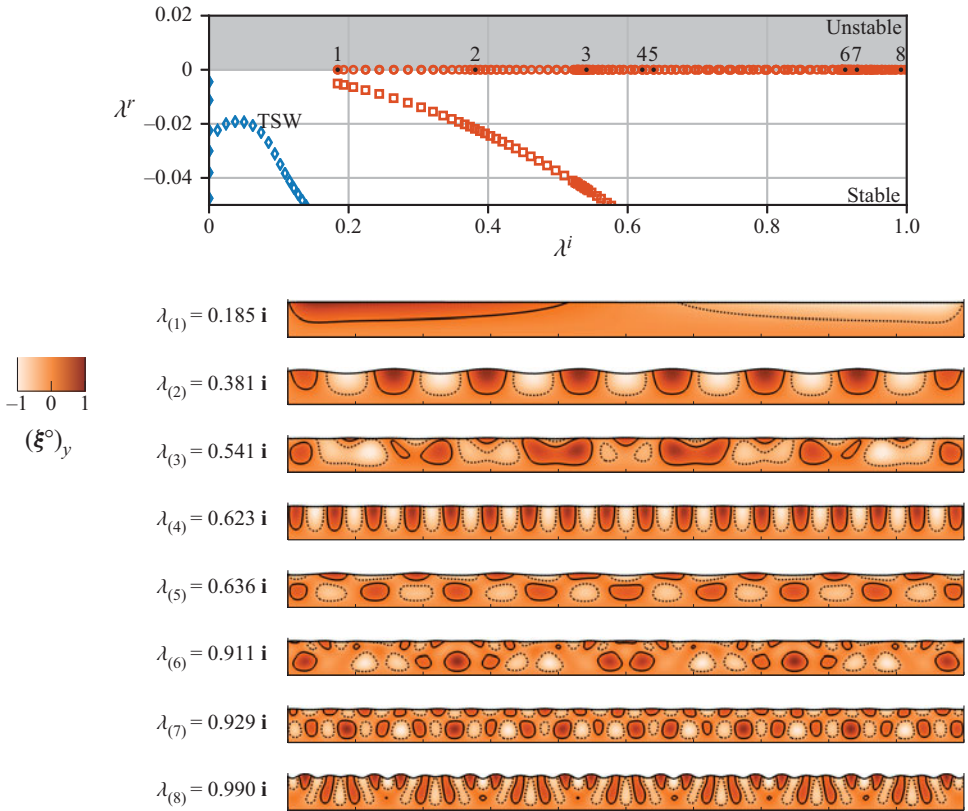 0.02
Unstable
1 2 3 45 67 8
0
λʳ
TSW
−0.02
−0.04
Stable
0 0.2 0.4 0.6 0.8 1.0
λⁱ
λ(1) = 0.185 i
λ(2) = 0.381 i
−1 0 1
(ξ°)y
λ(3) = 0.541 i
λ(4) = 0.623 i
λ(5) = 0.636 i
λ(6) = 0.911 i
λ(7) = 0.929 i
λ(8) = 0.990 i